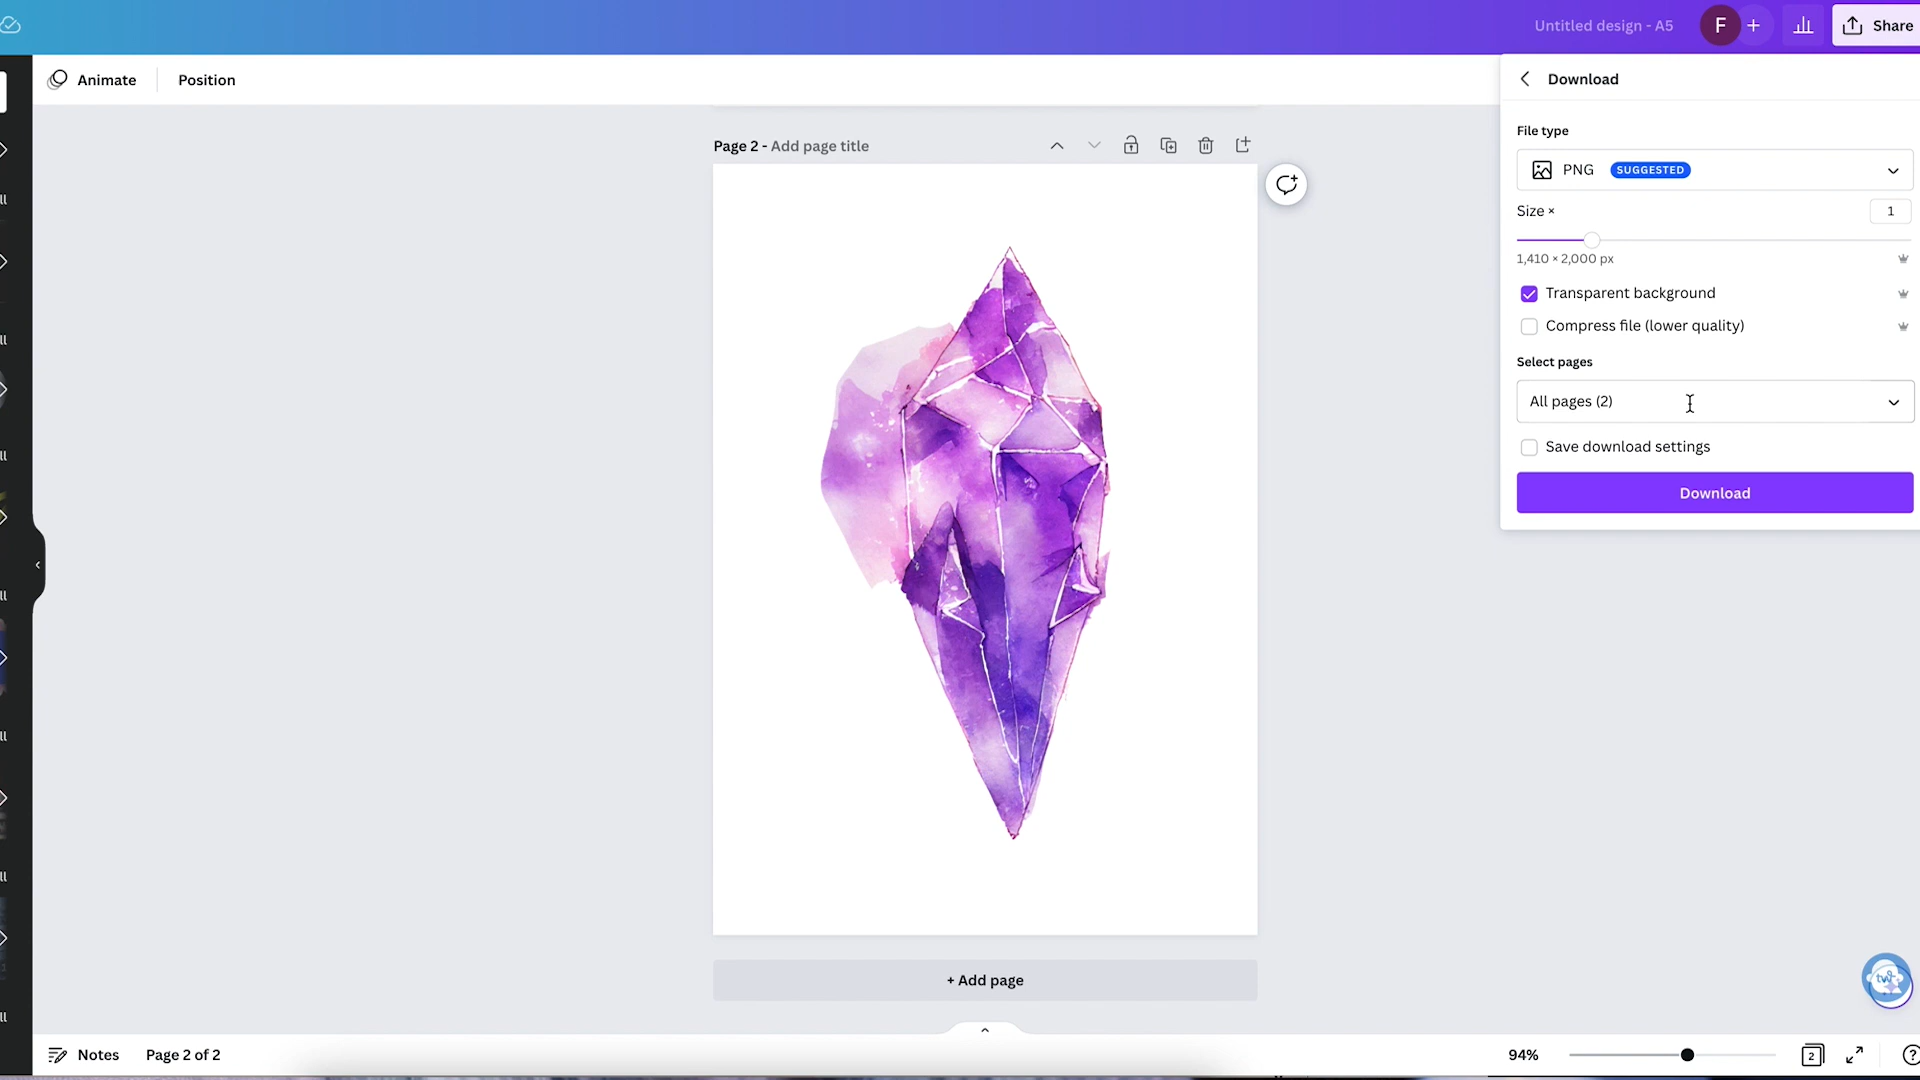 Untitled design - A5
F
+
Share
Animate
Position
Download
Page 2 - Add page title
File type
PNG
SUGGESTED
Size ×
1
1,410 × 2,000 px
Transparent background
Compress file (lower quality)
Select pages
All pages (2)
Save download settings
Download
+ Add page
Notes
Page 2 of 2
94%
2
?